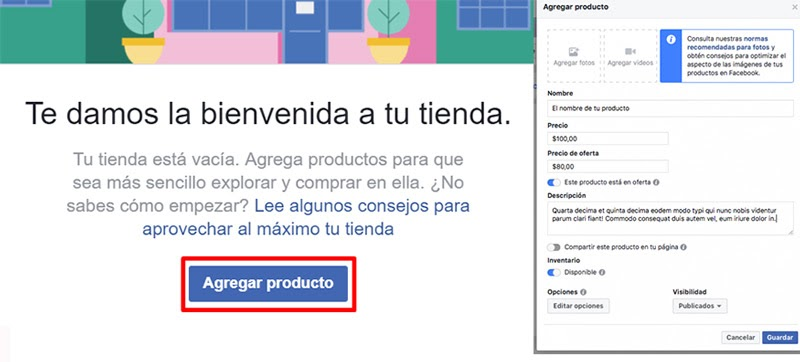 Te damos la bienvenida a tu tienda.
Tu tienda está vacía. Agrega productos para que
sea más sencillo explorar y comprar en ella. ¿No
sabes cómo empezar? Lee algunos consejos para
aprovechar al máximo tu tienda
Agregar producto
Agregar producto
Agregar fotos
Agregar videos
Consulta nuestras normas
recomendadas para fotos y
obtén consejos para optimizar el
aspecto de las imágenes de tus
productos en Facebook.
Nombre
El nombre de tu producto
Precio
$100,00
Precio de oferta
$80,00
Este producto está en oferta
Descripción
Quarta decima et quinta decima eodem modo typi qui nunc nobis videntur
parum clari fiant! Commodo consequat duis autem vel, eum iriure dolor in.
Compartir este producto en tu página
Inventario
Disponible
Opciones
Visibilidad
Editar opciones
Publicados
Cancelar
Guardar